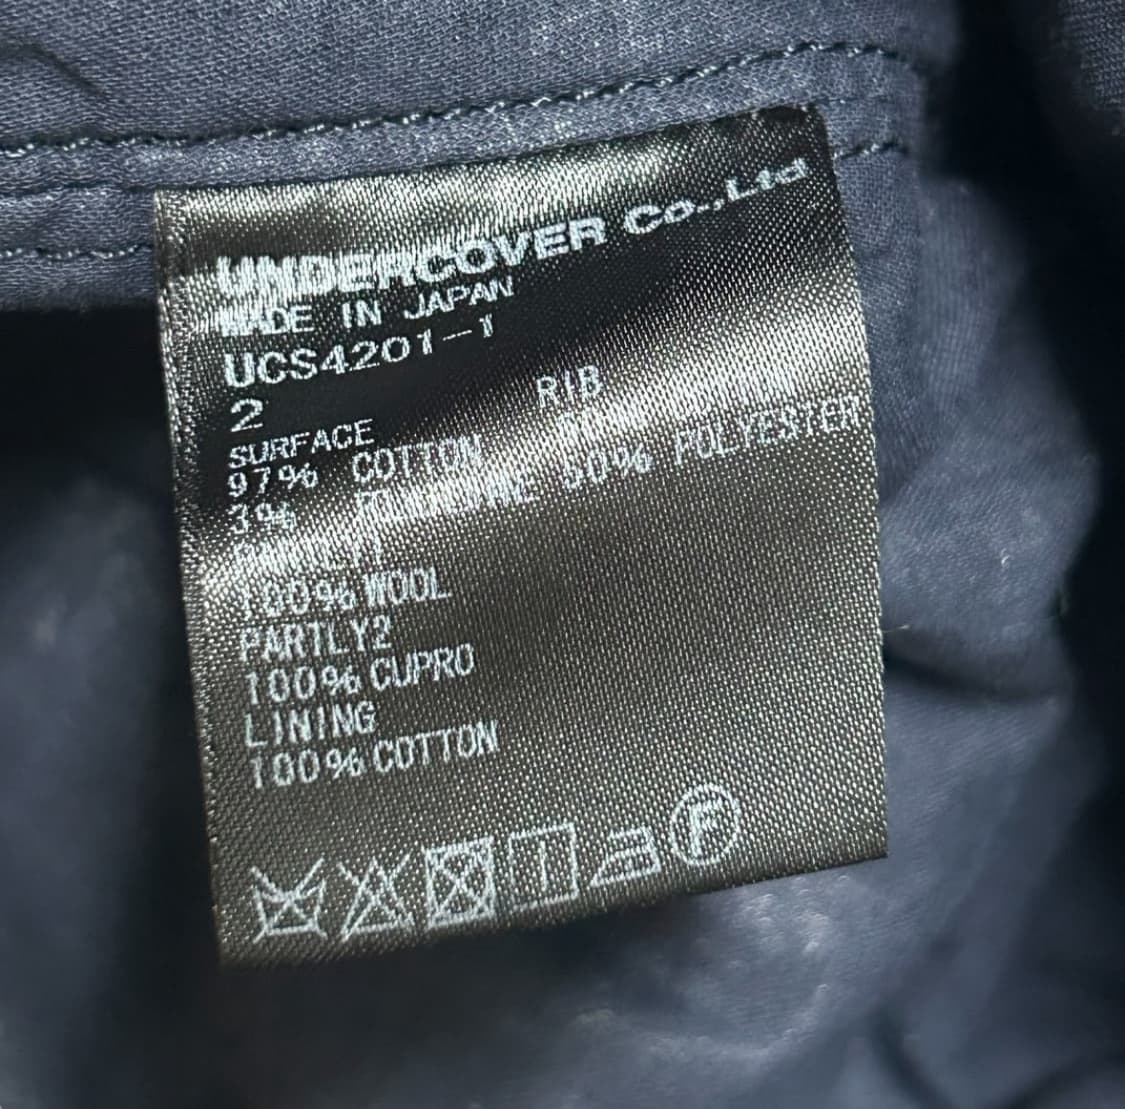 UNDERCOVER Co.,Ltd
MADE IN JAPAN
UCS4201-1
2
SURFACE RIB
97% COTTON
3% 50% POLYESTER
100% WOOL
PARTLY2
100% CUPRO
LINING
100% COTTON
F